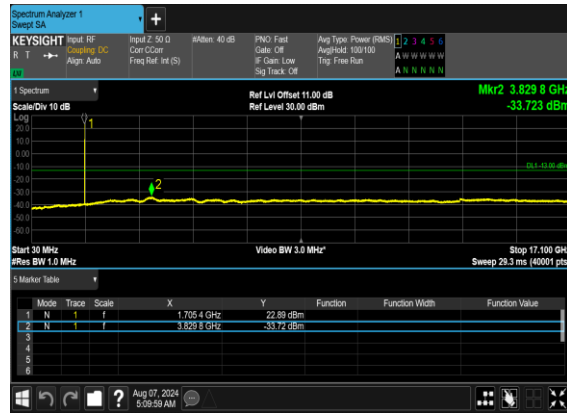 Spectrum Analyzer 1
Swept SA
+
KEYSIGHT Input: RF Input Z: 50 Ω #Atten: 40 dB PNO: Fast Avg Type: Power (RMS) 1 2 3 4 5 6
R T Coupling: DC Corr CCorr Gate: Off Avg|Hold: 100/100 A W W W W W
Align: Auto Freq Ref: Int (S) IF Gain: Low Trig: Free Run
Sig Track: Off A N N N N N
1 Spectrum Ref Lvl Offset 11.00 dB Mkr2 3.829 8 GHz
Scale/Div 10 dB Ref Level 30.00 dBm -33.723 dBm
Log
1
20.0
10.0
0.00
-10.0
DL1 -13.00 dBm
-20.0
-30.0
2
-40.0
-50.0
-60.0
Start 30 MHz Video BW 3.0 MHz* Stop 17.100 GHz
#Res BW 1.0 MHz Sweep 29.3 ms (40001 pts)
5 Marker Table
Mode Trace Scale X Y Function Function Width Function Value
1 N 1 f 1.705 4 GHz 22.89 dBm
2 N 1 f 3.829 8 GHz -33.72 dBm
3
4
5
6
? Aug 07, 2024
5:09:59 AM